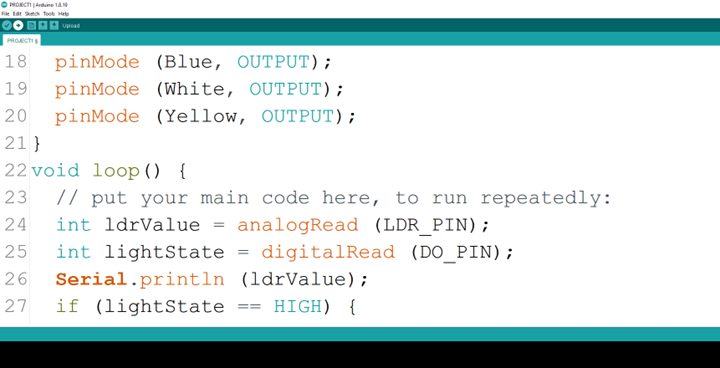 PROJECT1 | Arduino 1.8.19
File Edit Sketch Tools Help
Upload
PROJECT1 §
18 pinMode (Blue, OUTPUT);
19 pinMode (White, OUTPUT);
20 pinMode (Yellow, OUTPUT);
21 }
22 void loop() {
23 // put your main code here, to run repeatedly:
24 int ldrValue = analogRead (LDR_PIN);
25 int lightState = digitalRead (DO_PIN);
26 Serial.println (ldrValue);
27 if (lightState == HIGH) {